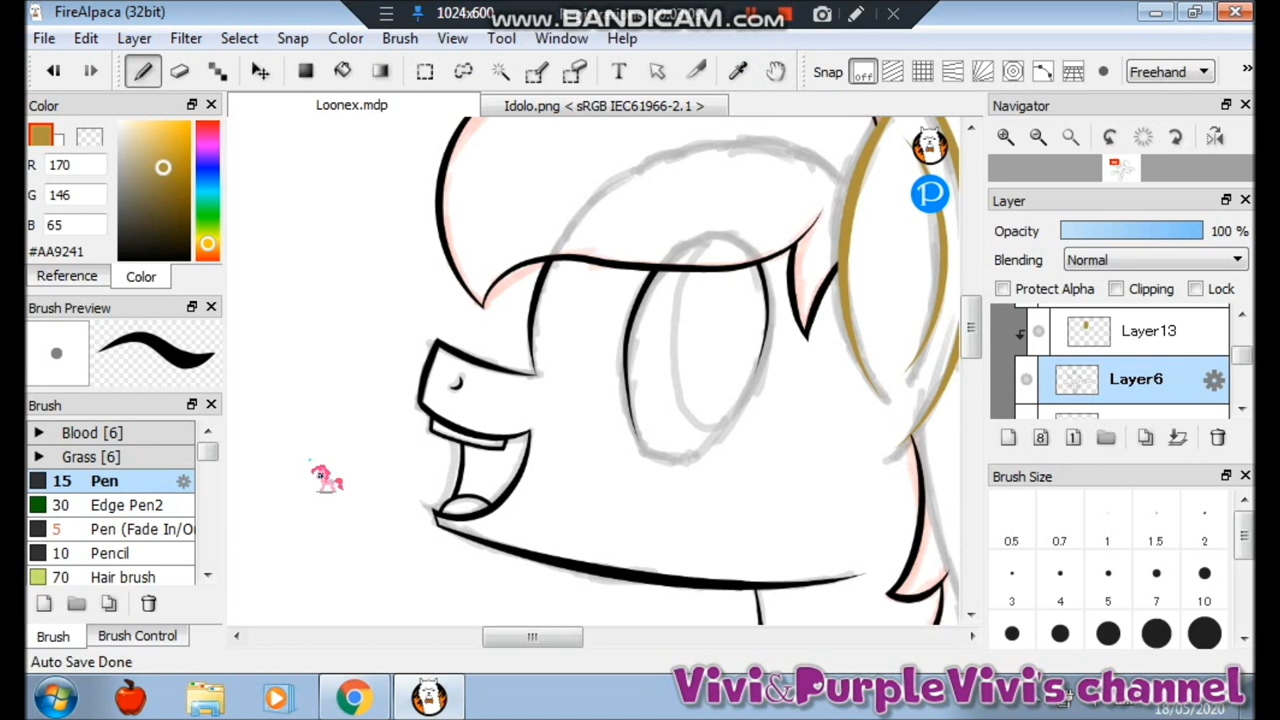 FireAlpaca (32bit)
1024x600
www.BANDICAM.com
File Edit Layer Filter Select Snap Color Brush View Tool Window Help
Snap off Freehand
Color
Loonex.mdp
Idolo.png < sRGB IEC61966-2.1 >
Navigator
R 170
G 146
B 65
#AA9241
Reference Color
Layer
Opacity 100 %
Blending Normal
Protect Alpha Clipping Lock
Layer13
Layer6
Brush Preview
Brush
Blood [6]
Grass [6]
15 Pen
30 Edge Pen2
5 Pen (Fade In/O
10 Pencil
70 Hair brush
Brush Size
0.5 0.7 1 1.5 2
3 4 5 7 10
Brush Brush Control
Auto Save Done
Vivi&PurpleVivi's channel
18/05/2020